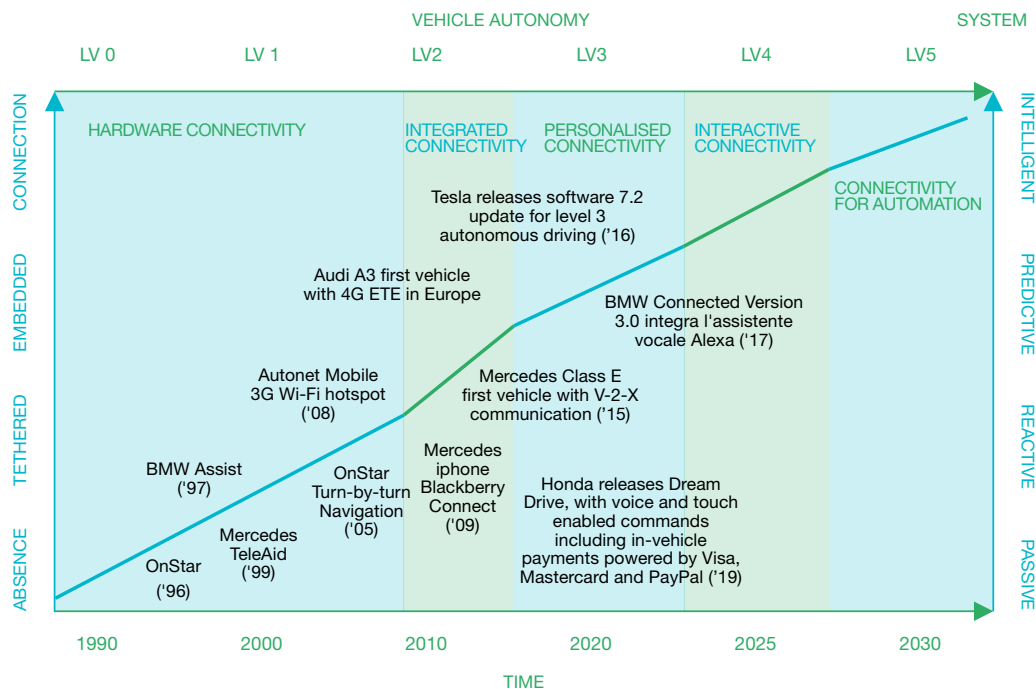 VEHICLE AUTONOMY
SYSTEM
LV 0
LV 1
LV2
LV3
LV4
LV5
CONNECTION
EMBEDDED
TETHERED
ABSENCE
INTELLIGENT
PREDICTIVE
REACTIVE
PASSIVE
HARDWARE CONNECTIVITY
INTEGRATED
CONNECTIVITY
PERSONALISED
CONNECTIVITY
INTERACTIVE
CONNECTIVITY
CONNECTIVITY
FOR AUTOMATION
Tesla releases software 7.2
update for level 3
autonomous driving ('16)
Audi A3 first vehicle
with 4G ETE in Europe
BMW Connected Version
3.0 integra l'assistente
vocale Alexa ('17)
Autonet Mobile
3G Wi-Fi hotspot
('08)
Mercedes Class E
first vehicle with V-2-X
communication ('15)
BMW Assist
('97)
OnStar
Turn-by-turn
Navigation
('05)
Mercedes
iphone
Blackberry
Connect
('09)
Honda releases Dream
Drive, with voice and touch
enabled commands
including in-vehicle
payments powered by Visa,
Mastercard and PayPal ('19)
Mercedes
TeleAid
('99)
OnStar
('96)
1990
2000
2010
2020
2025
2030
TIME